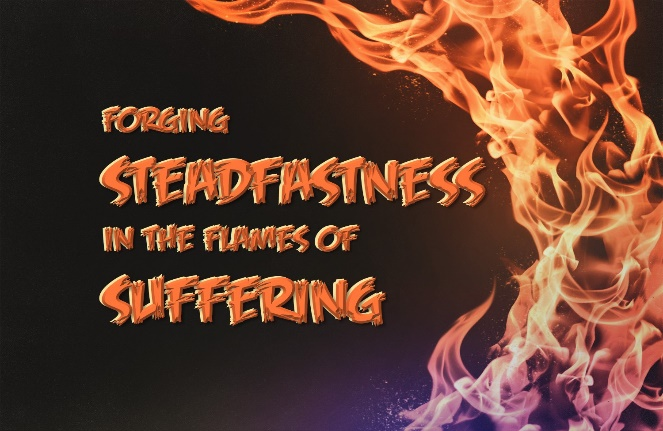 FORGING
STEADFASTNESS
IN THE FLAMES OF
SUFFERING